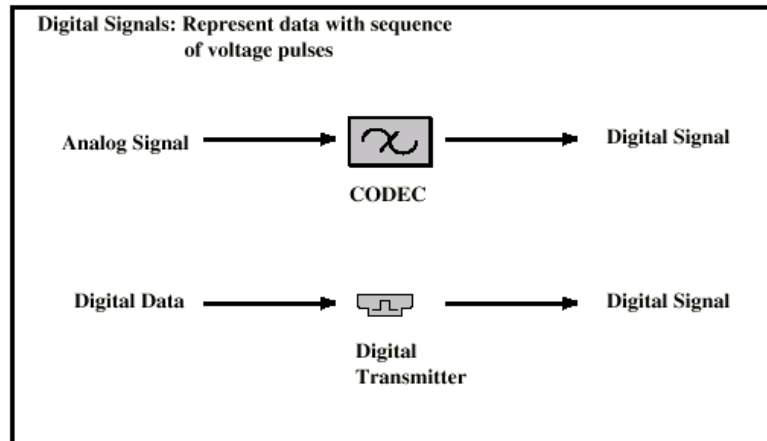 Digital Signals: Represent data with sequence
of voltage pulses
Analog Signal
Digital Signal
CODEC
Digital Data
Digital Signal
Digital
Transmitter